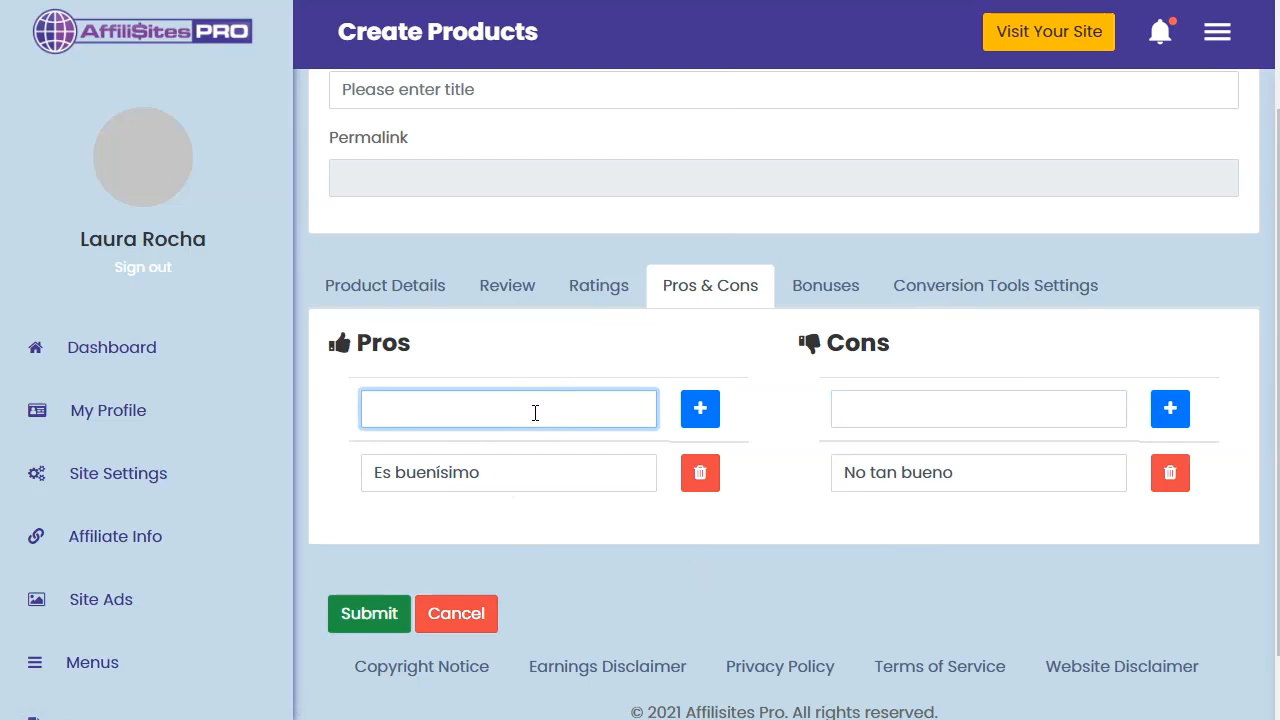 Affili$ites PRO
Create Products
Visit Your Site
Please enter title
Permalink
Laura Rocha
Sign out
Product Details
Review
Ratings
Pros & Cons
Bonuses
Conversion Tools Settings
Pros
Cons
Es buenísimo
No tan bueno
Dashboard
My Profile
Site Settings
Affiliate Info
Site Ads
Menus
Submit
Cancel
Copyright Notice
Earnings Disclaimer
Privacy Policy
Terms of Service
Website Disclaimer
© 2021 Affilisites Pro. All rights reserved.